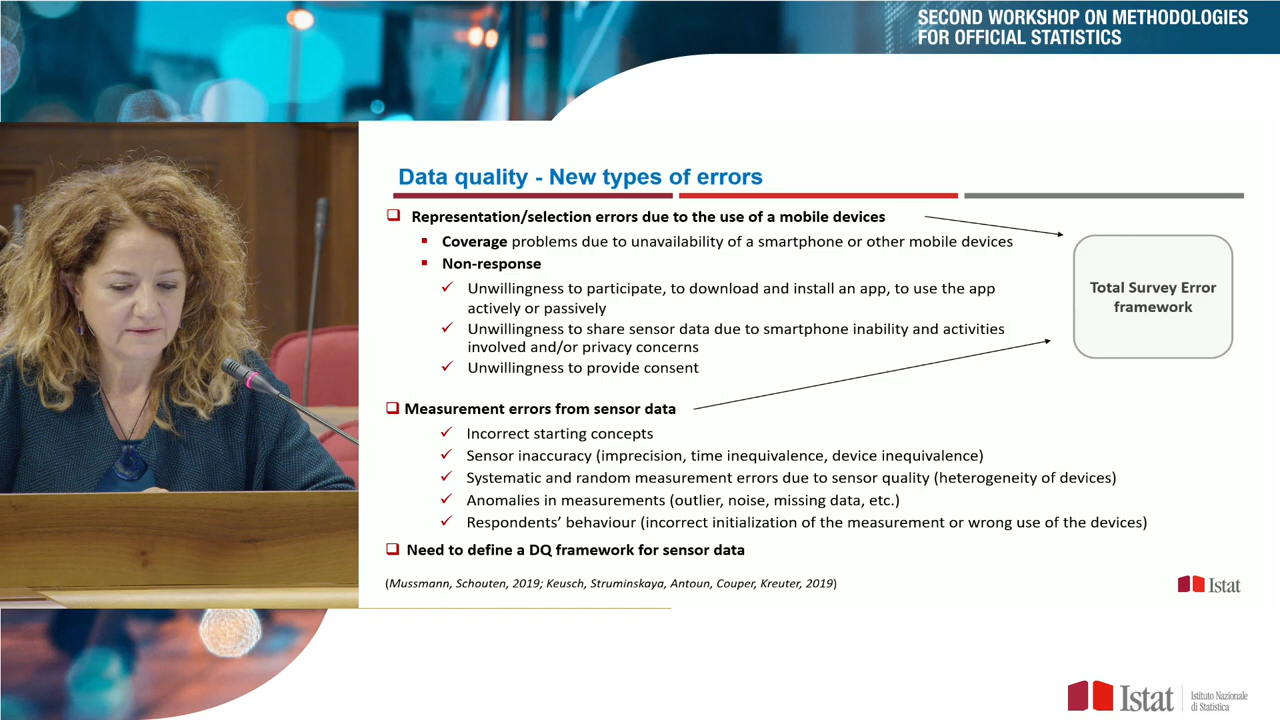 SECOND WORKSHOP ON METHODOLOGIES
FOR OFFICIAL STATISTICS
Data quality - New types of errors
Representation/selection errors due to the use of a mobile devices
Coverage problems due to unavailability of a smartphone or other mobile devices
Non-response
Unwillingness to participate, to download and install an app, to use the app
actively or passively
Unwillingness to share sensor data due to smartphone inability and activities
involved and/or privacy concerns
Unwillingness to provide consent
Total Survey Error
framework
Measurement errors from sensor data
Incorrect starting concepts
Sensor inaccuracy (imprecision, time inequivalence, device inequivalence)
Systematic and random measurement errors due to sensor quality (heterogeneity of devices)
Anomalies in measurements (outlier, noise, missing data, etc.)
Respondents’ behaviour (incorrect initialization of the measurement or wrong use of the devices)
Need to define a DQ framework for sensor data
(Mussmann, Schouten, 2019; Keusch, Struminskaya, Antoun, Couper, Kreuter, 2019)
Istat
Istat
Istituto Nazionale
di Statistica